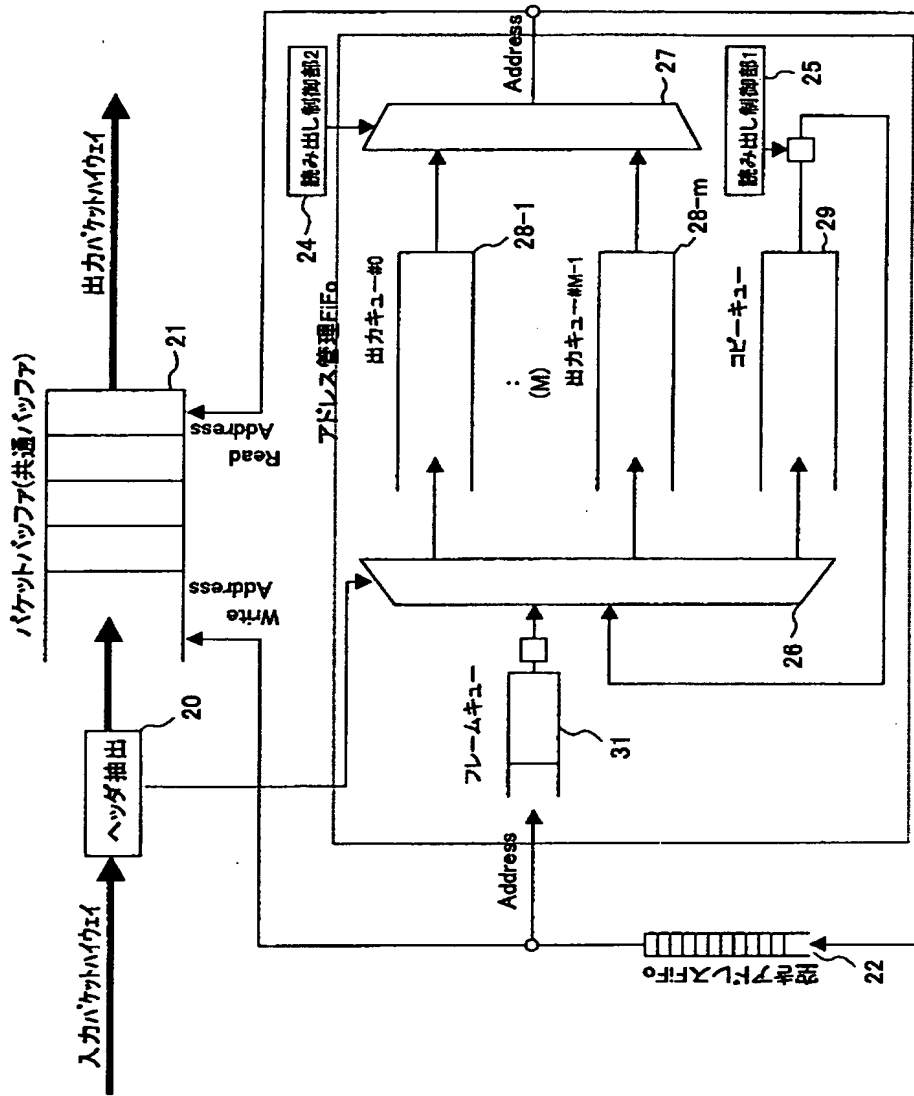 入力パケットハイウェイ
ヘッダ抽出
20
パケットバッファ(共通バッファ)
21
出力パケットハイウェイ
Write
Address
Read
Address
空きアドレスFiFo
22
Address
アドレス管理FiFo
フレームキュー
31
26
出力キュー#0
28-1
:
(M)
出力キュー#M-1
28-m
コピーキュー
29
24
読み出し制御部2
27
Address
読み出し制御部1
25